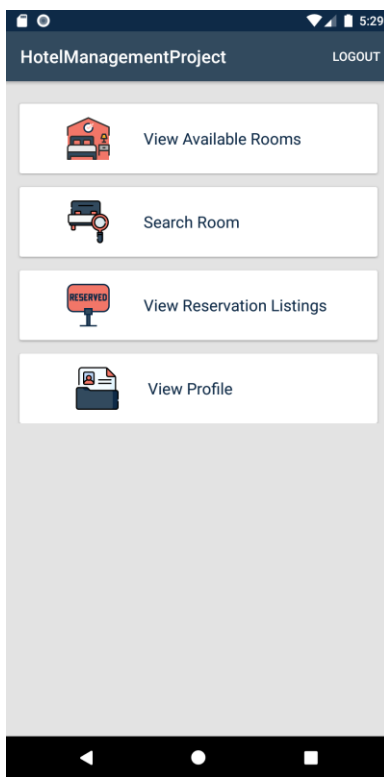 5:29
HotelManagementProject LOGOUT
View Available Rooms
Search Room
RESERVED
View Reservation Listings
View Profile